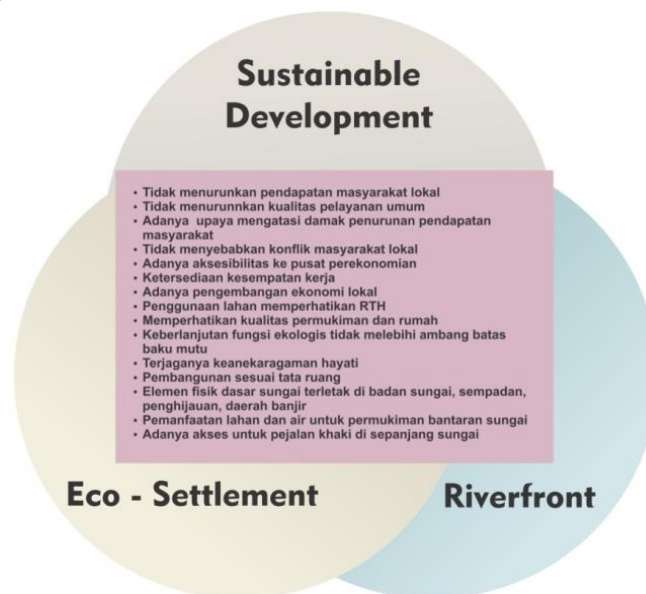 Sustainable
Development
• Tidak menurunkan pendapatan masyarakat lokal
• Tidak menurunnkan kualitas pelayanan umum
• Adanya upaya mengatasi damak penurunan pendapatan
masyarakat
• Tidak menyebabkan konflik masyarakat lokal
• Adanya aksesibilitas ke pusat perekonomian
• Ketersediaan kesempatan kerja
• Adanya pengembangan ekonomi lokal
• Penggunaan lahan memperhatikan RTH
• Memperhatikan kualitas permukiman dan rumah
• Keberlanjutan fungsi ekologis tidak melebihi ambang batas
baku mutu
• Terjaganya keanekaragaman hayati
• Pembangunan sesuai tata ruang
• Elemen fisik dasar sungai terletak di badan sungai, sempadan,
penghijauan, daerah banjir
• Pemanfaatan lahan dan air untuk permukiman bantaran sungai
• Adanya akses untuk pejalan khaki di sepanjang sungai
Eco - Settlement
Riverfront